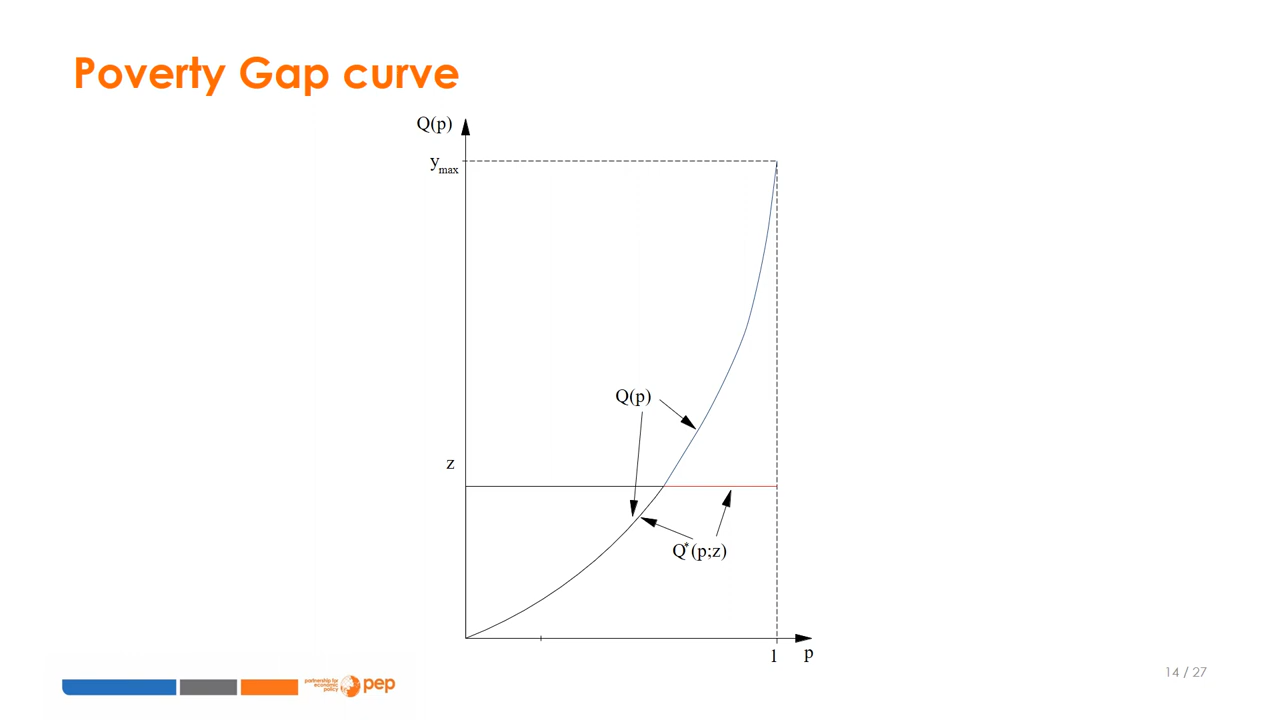 Poverty Gap curve
Q(p)
y_max
Q(p)
z
Q*(p;z)
1
p
partnership for
economic
policy
pep
14 / 27